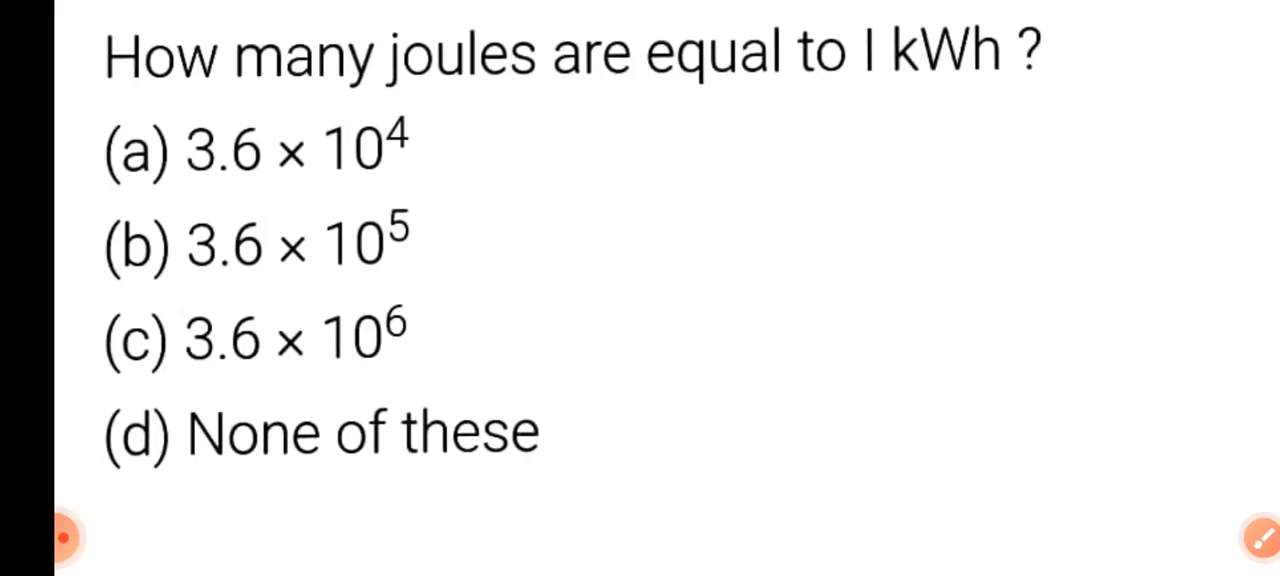 How many joules are equal to I kWh ?
(a) 3.6 × 10⁴
(b) 3.6 × 10⁵
(c) 3.6 × 10⁶
(d) None of these